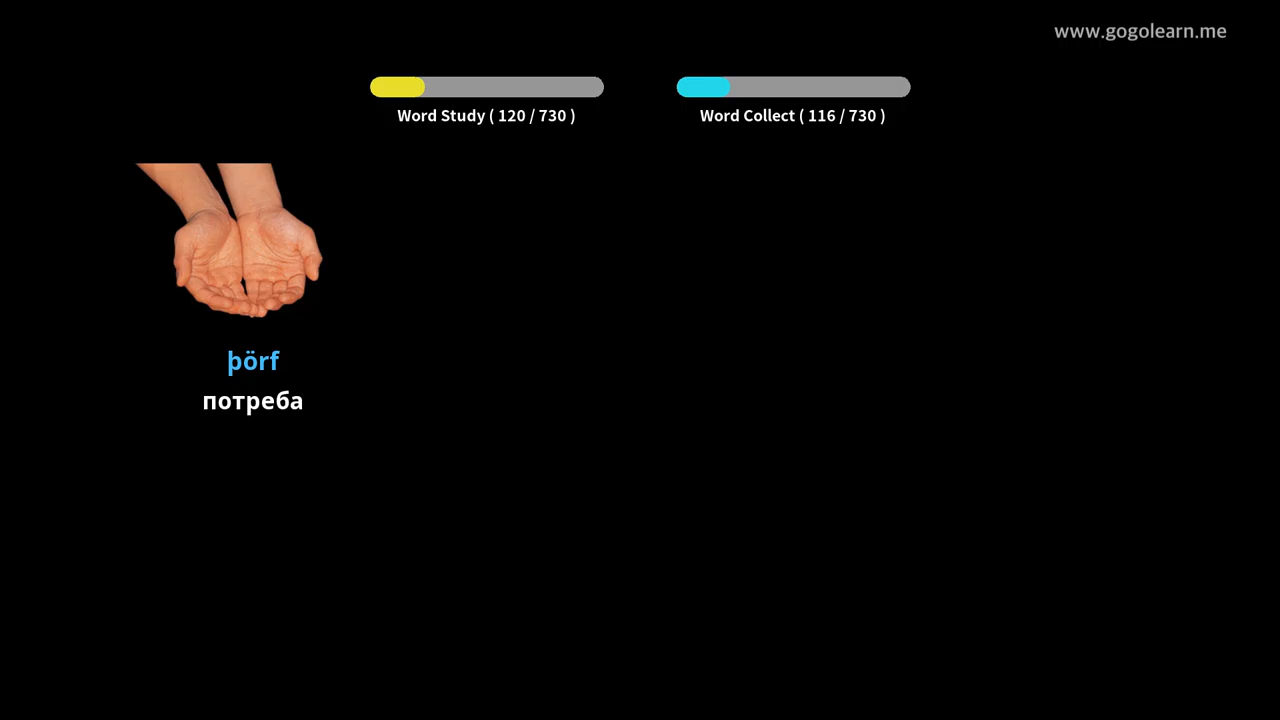 www.gogolearn.me
Word Study ( 120 / 730 )
Word Collect ( 116 / 730 )
þörf
потреба